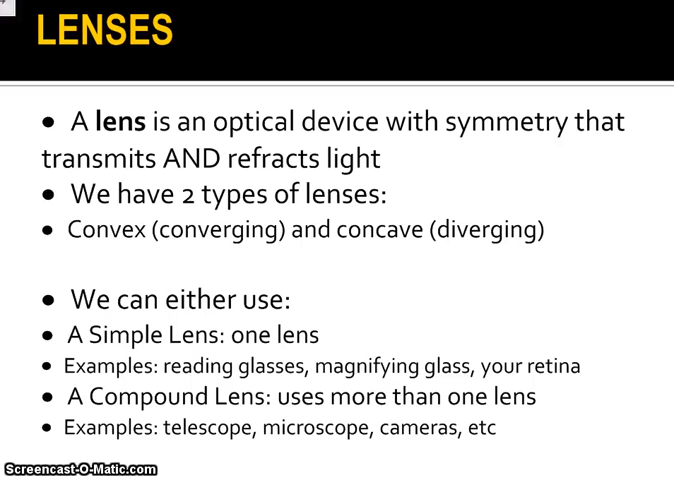 LENSES
• A lens is an optical device with symmetry that
transmits AND refracts light
• We have 2 types of lenses:
• Convex (converging) and concave (diverging)
• We can either use:
• A Simple Lens: one lens
• Examples: reading glasses, magnifying glass, your retina
• A Compound Lens: uses more than one lens
• Examples: telescope, microscope, cameras, etc
Screencast-O-Matic.com